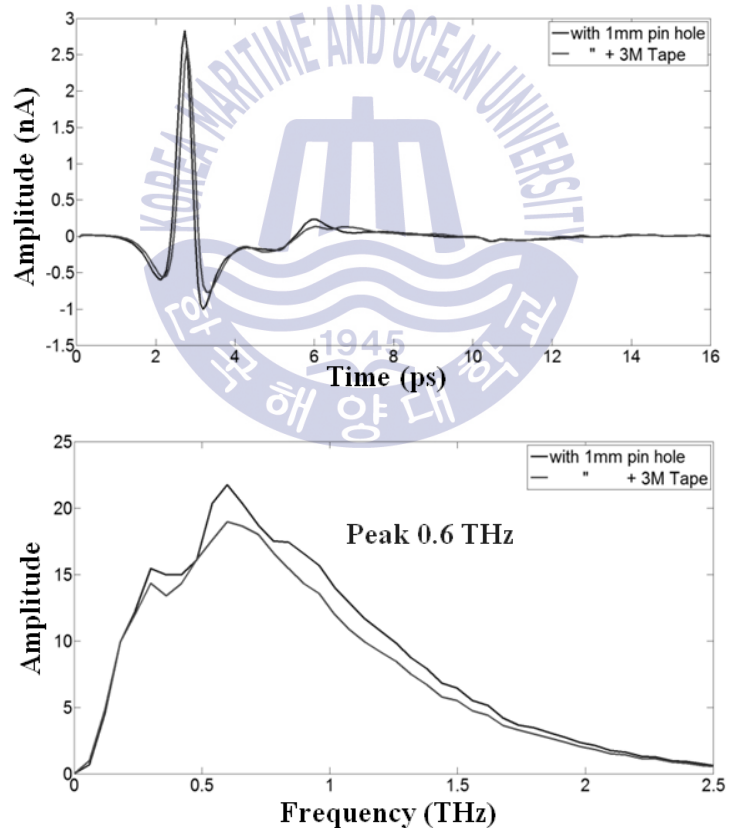 3
2.5
2
1.5
1
0.5
0
-0.5
-1
-1.5
Amplitude (nA)
with 1mm pin hole
" + 3M Tape
0 2 4 6 8 10 12 14 16
Time (ps)
KOREA MARITIME AND OCEAN UNIVERSITY
1945
한국해양대학교
25
20
15
10
5
0
Amplitude
with 1mm pin hole
" + 3M Tape
Peak 0.6 THz
0 0.5 1 1.5 2 2.5
Frequency (THz)